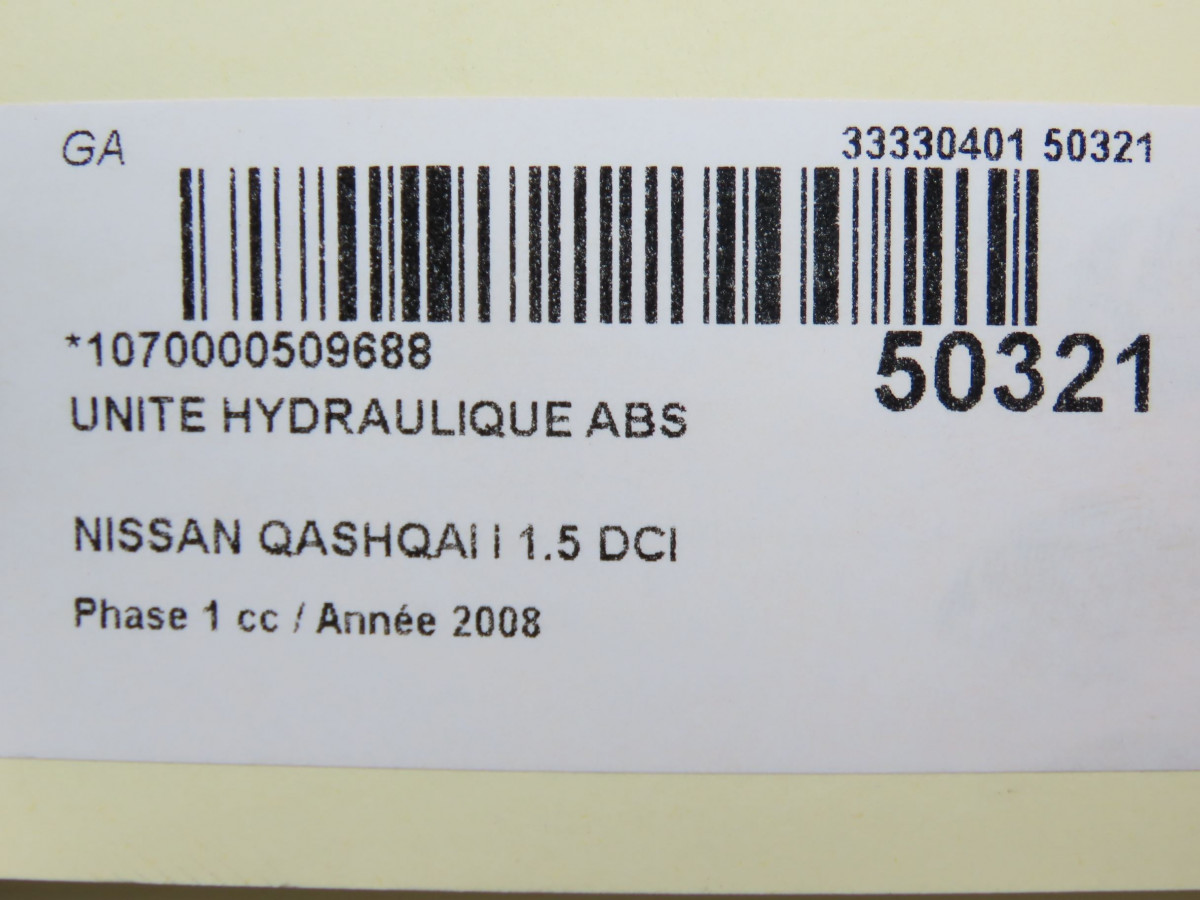 GA
33330401 50321
*1070000509688
50321
UNITE HYDRAULIQUE ABS
NISSAN QASHQAI I 1.5 DCI
Phase 1 cc / Année 2008